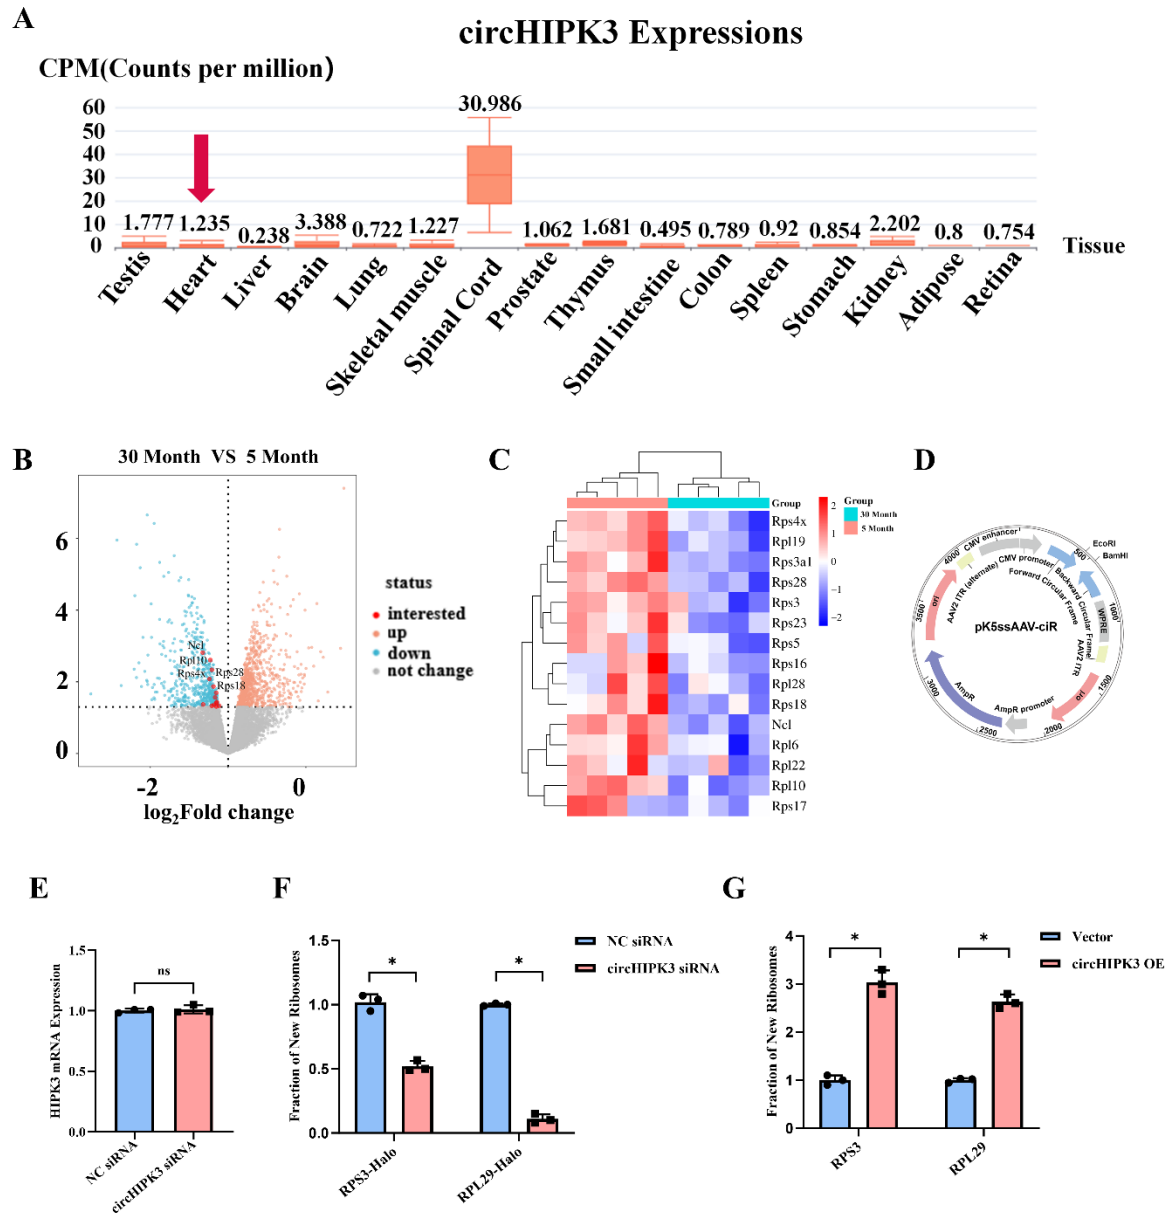 A
circHIPK3 Expressions
CPM(Counts per million)
60
50
40
30
20
10
0
30.986
1.777
1.235
0.238
3.388
0.722
1.227
1.062
1.681
0.495
0.789
0.92
0.854
2.202
0.8
0.754
Tissue
Testis
Heart
Liver
Brain
Lung
Skeletal muscle
Spinal Cord
Prostate
Thymus
Small intestine
Colon
Spleen
Stomach
Kidney
Adipose
Retina
B
30 Month VS 5 Month
6
4
2
0
Ncl
Rpl10
Rps4x
Rps28
Rps18
-2
0
log2Fold change
status
interested
up
down
not change
C
Group
Rps4x
Rpl19
Rps3a1
Rps28
Rps3
Rps23
Rps5
Rps16
Rpl28
Rps18
Ncl
Rpl6
Rpl22
Rpl10
Rps17
2
1
0
−1
−2
Group
30 Month
5 Month
D
CMV enhancer
CMV promoter
Forward Circular Frame
Backward Circular Frame
EcoRI
BamHI
WPRE
AAV2 ITR
ori
AmpR promoter
AmpR
ori
AAV2 ITR (alternate)
500
1000
1500
2000
2500
3000
3500
4000
pK5ssAAV-ciR
E
HIPK3 mRNA Expression
1.5
1.0
0.5
0.0
ns
NC siRNA
circHIPK3 siRNA
F
Fraction of New Ribosomes
1.5
1.0
0.5
0.0
*
*
NC siRNA
circHIPK3 siRNA
RPS3-Halo
RPL29-Halo
G
Fraction of New Ribosomes
4
3
2
1
0
*
*
Vector
circHIPK3 OE
RPS3
RPL29